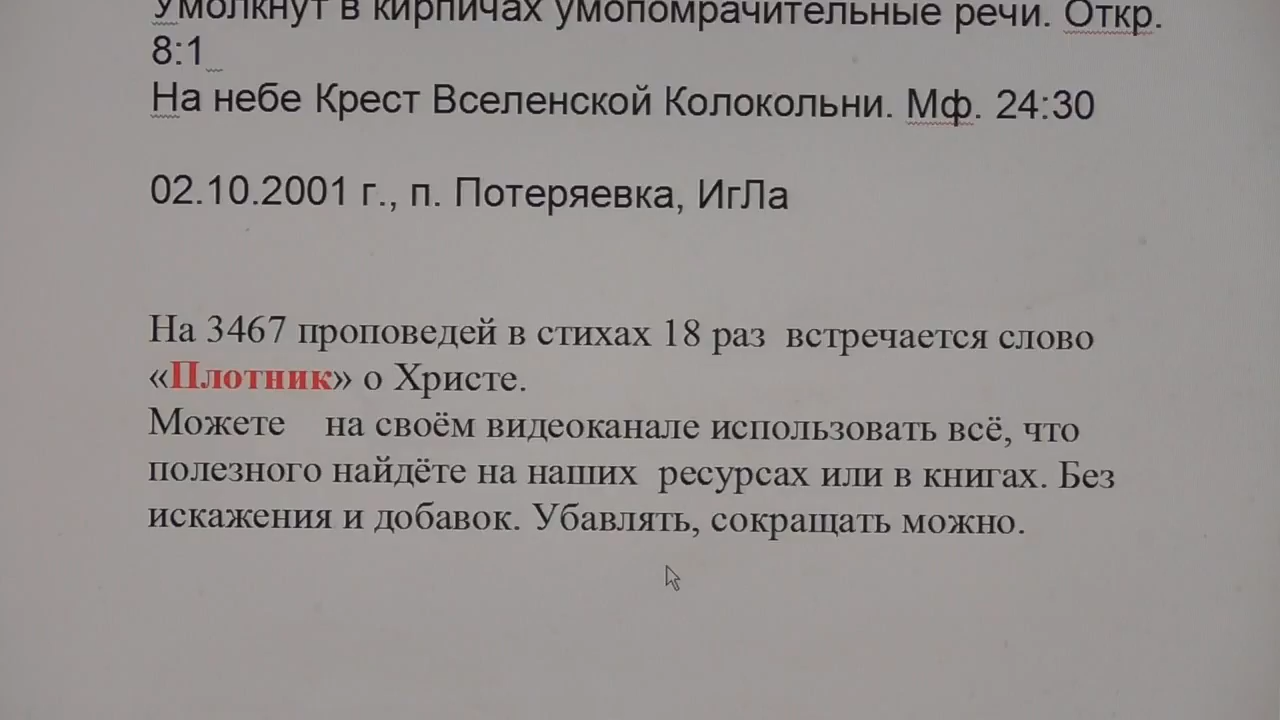 Умолкнут в кирпичах умопомрачительные речи. Откр.
8:1
На небе Крест Вселенской Колокольни. Мф. 24:30
02.10.2001 г., п. Потеряевка, ИгЛа
На 3467 проповедей в стихах 18 раз встречается слово
«Плотник» о Христе.
Можете на своём видеоканале использовать всё, что
полезного найдёте на наших ресурсах или в книгах. Без
искажения и добавок. Убавлять, сокращать можно.